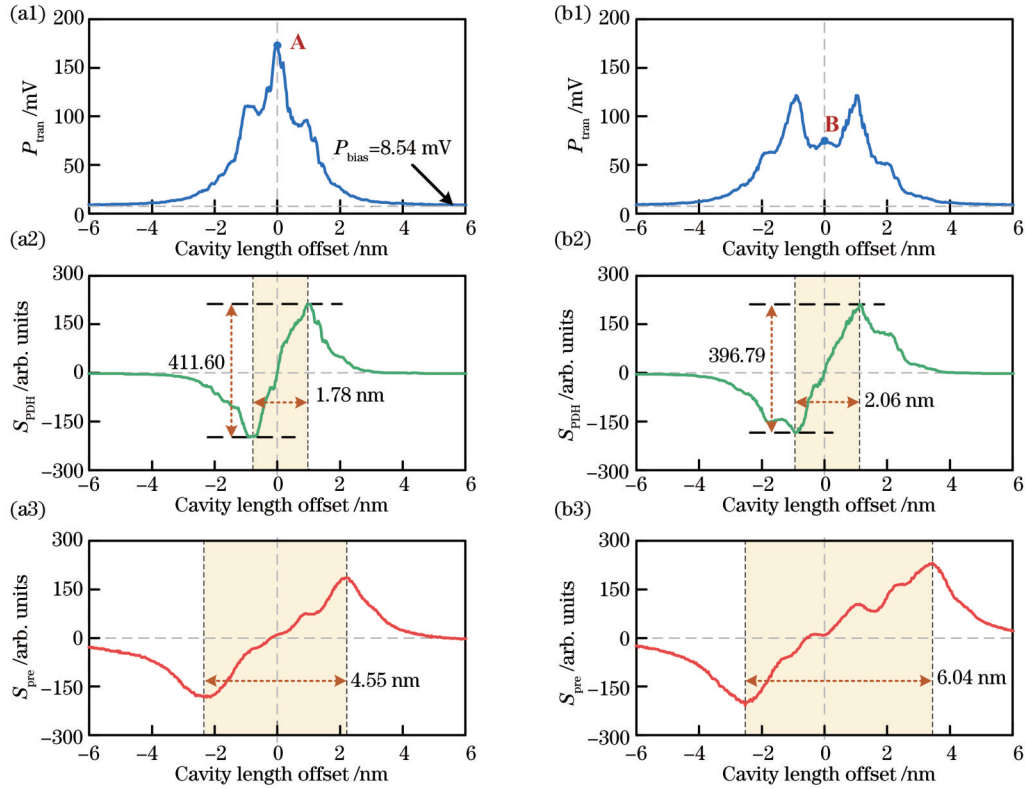 (a1)
200
150
100
50
0
P_tran /mV
A
P_bias=8.54 mV
−6 −4 −2 0 2 4 6
Cavity length offset /nm
(b1)
200
150
100
50
0
P_tran /mV
B
−6 −4 −2 0 2 4 6
Cavity length offset /nm
(a2)
300
150
0
−150
−300
S_PDH /arb. units
411.60
1.78 nm
−6 −4 −2 0 2 4 6
Cavity length offset /nm
(b2)
300
150
0
−150
−300
S_PDH /arb. units
396.79
2.06 nm
−6 −4 −2 0 2 4 6
Cavity length offset /nm
(a3)
300
150
0
−150
−300
S_pre /arb. units
4.55 nm
−6 −4 −2 0 2 4 6
Cavity length offset /nm
(b3)
300
150
0
−150
−300
S_pre /arb. units
6.04 nm
−6 −4 −2 0 2 4 6
Cavity length offset /nm